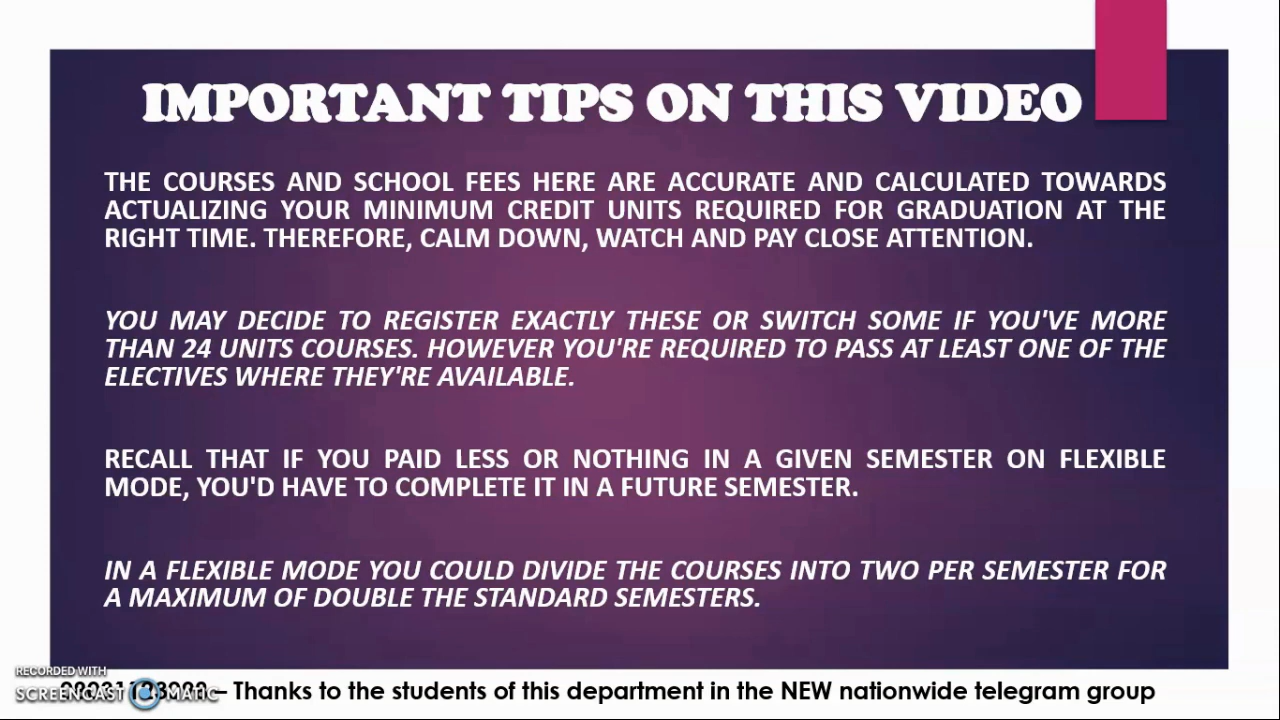 IMPORTANT TIPS ON THIS VIDEO
THE COURSES AND SCHOOL FEES HERE ARE ACCURATE AND CALCULATED TOWARDS
ACTUALIZING YOUR MINIMUM CREDIT UNITS REQUIRED FOR GRADUATION AT THE
RIGHT TIME. THEREFORE, CALM DOWN, WATCH AND PAY CLOSE ATTENTION.
YOU MAY DECIDE TO REGISTER EXACTLY THESE OR SWITCH SOME IF YOU'VE MORE
THAN 24 UNITS COURSES. HOWEVER YOU'RE REQUIRED TO PASS AT LEAST ONE OF THE
ELECTIVES WHERE THEY'RE AVAILABLE.
RECALL THAT IF YOU PAID LESS OR NOTHING IN A GIVEN SEMESTER ON FLEXIBLE
MODE, YOU'D HAVE TO COMPLETE IT IN A FUTURE SEMESTER.
IN A FLEXIBLE MODE YOU COULD DIVIDE THE COURSES INTO TWO PER SEMESTER FOR
A MAXIMUM OF DOUBLE THE STANDARD SEMESTERS.
RECORDED WITH
SCREENCAST MATIC
– Thanks to the students of this department in the NEW nationwide telegram group